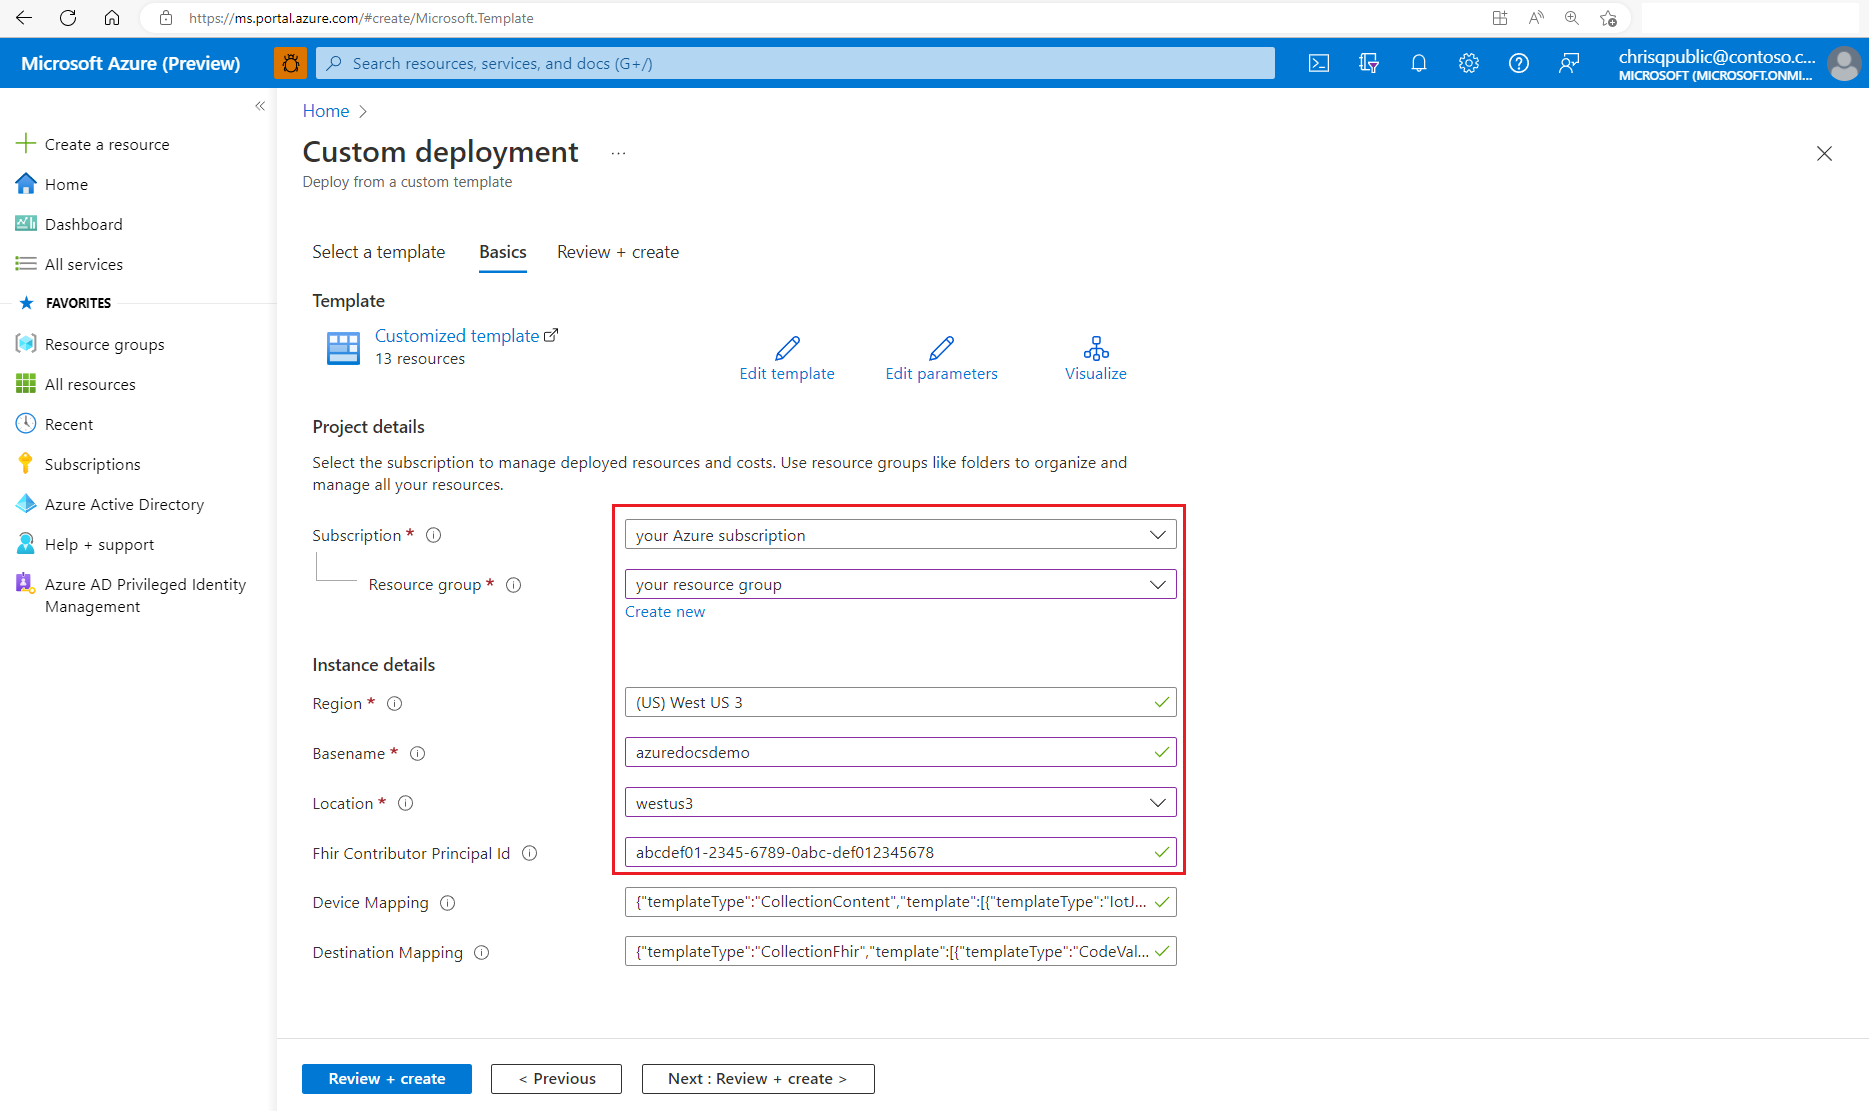 https://ms.portal.azure.com/#create/Microsoft.Template
Microsoft Azure (Preview)
Search resources, services, and docs (G+/)
chrisqpublic@contoso.c...
MICROSOFT (MICROSOFT.ONMI...
Create a resource
Home
Dashboard
All services
FAVORITES
Resource groups
All resources
Recent
Subscriptions
Azure Active Directory
Help + support
Azure AD Privileged Identity
Management
Home >
Custom deployment ...
Deploy from a custom template
Select a template Basics Review + create
Template
Customized template
13 resources
Edit template Edit parameters Visualize
Project details
Select the subscription to manage deployed resources and costs. Use resource groups like folders to organize and
manage all your resources.
Subscription * your Azure subscription
Resource group * your resource group
Create new
Instance details
Region * (US) West US 3
Basename * azuredocsdemo
Location * westus3
Fhir Contributor Principal Id abcdef01-2345-6789-0abc-def012345678
Device Mapping {"templateType":"CollectionContent","template":[{"templateType":"IotJ...
Destination Mapping {"templateType":"CollectionFhir","template":[{"templateType":"CodeVal...
Review + create < Previous Next : Review + create >